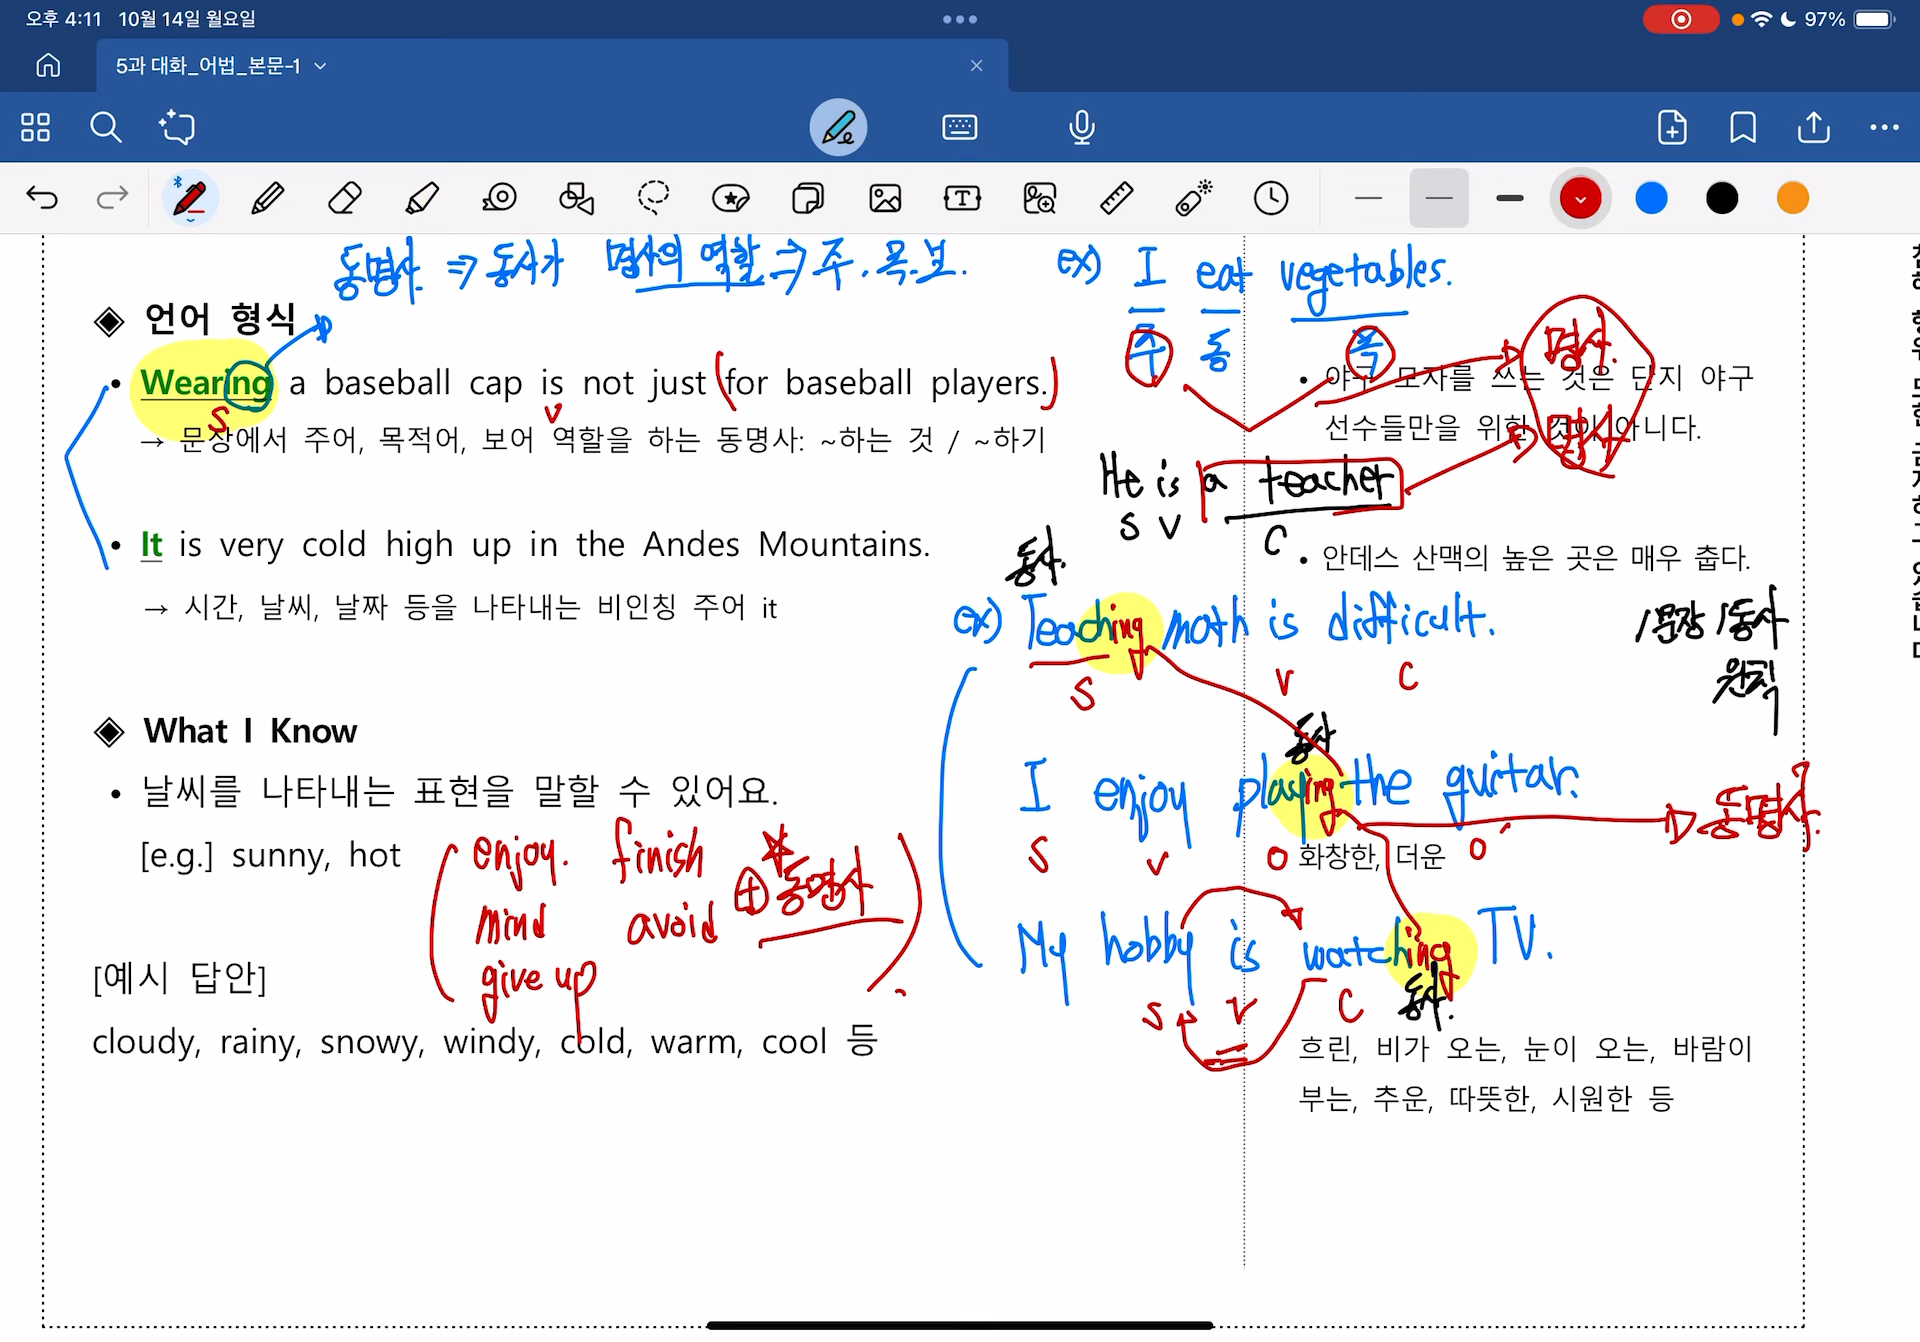 오후 4:11 10월 14일 월요일
97%
5과 대화_어법_본문-1
동명사 ⇒ 동사가 명사의 역할 ⇒ 주, 목, 보.
ex) I eat vegetables.
주 동 목
명사.
명사
◈ 언어 형식
• Wearing a baseball cap is not just (for baseball players.)
S V
→ 문장에서 주어, 목적어, 보어 역할을 하는 동명사: ~하는 것 / ~하기
• 야구 모자를 쓰는 것은 단지 야구
선수들만을 위한 것이 아니다.
He is a teacher
S V C
• It is very cold high up in the Andes Mountains.
→ 시간, 날씨, 날짜 등을 나타내는 비인칭 주어 it
• 안데스 산맥의 높은 곳은 매우 춥다.
동사.
ex) Teaching math is difficult.
S V C
1문장 1동사
원칙
◈ What I Know
• 날씨를 나타내는 표현을 말할 수 있어요.
[e.g.] sunny, hot
동사
I enjoy playing the guitar.
S V O O
동명사
화창한, 더운
enjoy. finish
mind avoid ⊕동명사
give up
My hobby is watching TV.
S V C 동사.
[예시 답안]
cloudy, rainy, snowy, windy, cold, warm, cool 등
흐린, 비가 오는, 눈이 오는, 바람이
부는, 추운, 따뜻한, 시원한 등